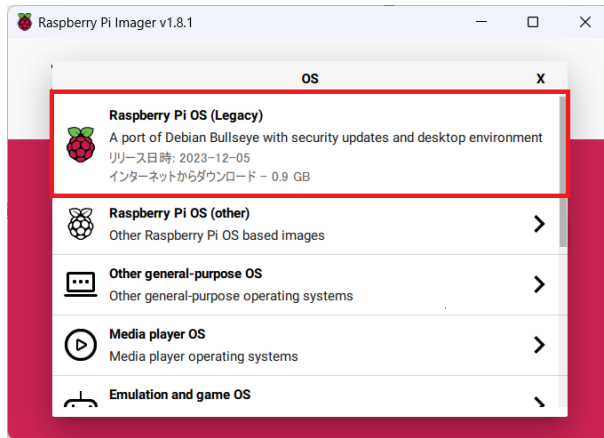 Raspberry Pi Imager v1.8.1
OS X
Raspberry Pi OS (Legacy)
A port of Debian Bullseye with security updates and desktop environment
リリース日時: 2023-12-05
インターネットからダウンロード – 0.9 GB
Raspberry Pi OS (other)
Other Raspberry Pi OS based images
Other general-purpose OS
Other general-purpose operating systems
Media player OS
Media player operating systems
Emulation and game OS